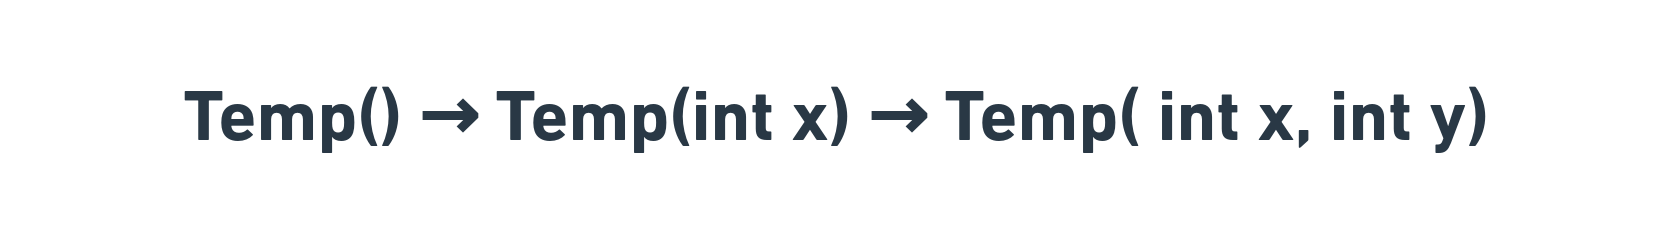 Temp() → Temp(int x) → Temp( int x, int y)